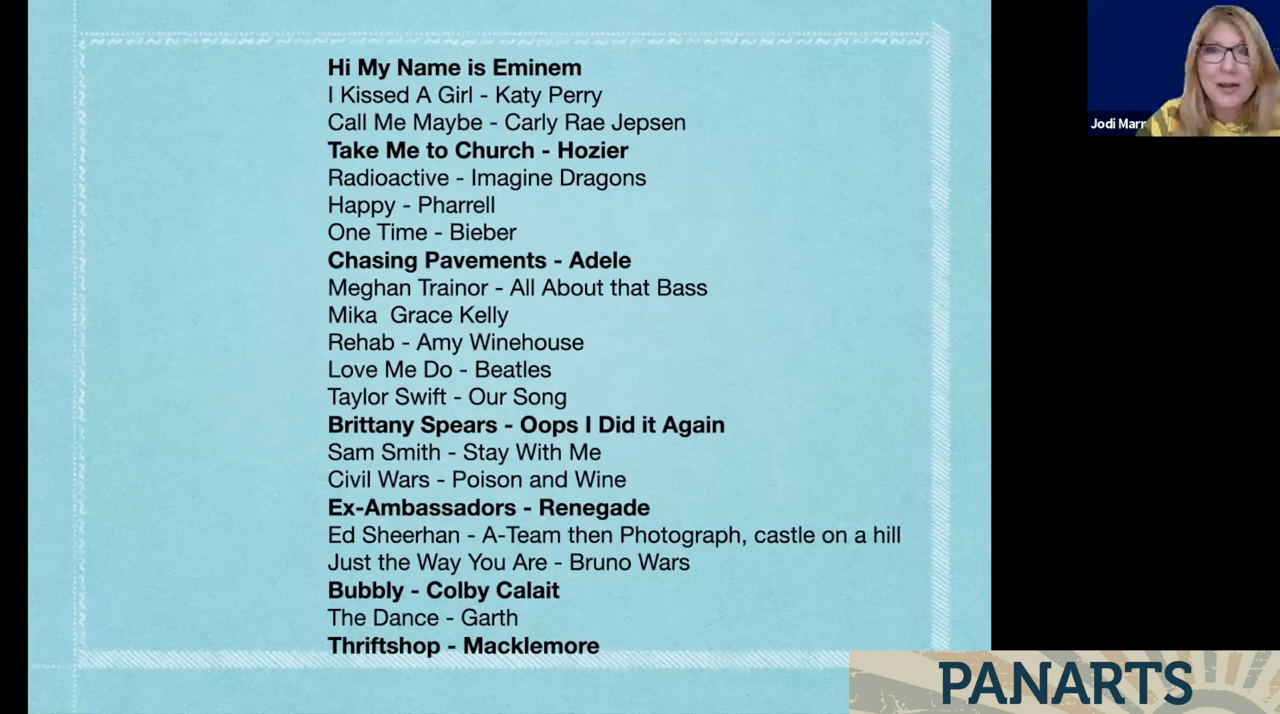 Hi My Name is Eminem
I Kissed A Girl - Katy Perry
Call Me Maybe - Carly Rae Jepsen
Take Me to Church - Hozier
Radioactive - Imagine Dragons
Happy - Pharrell
One Time - Bieber
Chasing Pavements - Adele
Meghan Trainor - All About that Bass
Mika  Grace Kelly
Rehab - Amy Winehouse
Love Me Do - Beatles
Taylor Swift - Our Song
Brittany Spears - Oops I Did it Again
Sam Smith - Stay With Me
Civil Wars - Poison and Wine
Ex-Ambassadors - Renegade
Ed Sheerhan - A-Team then Photograph, castle on a hill
Just the Way You Are - Bruno Wars
Bubbly - Colby Calait
The Dance - Garth
Thriftshop - Macklemore
Jodi Marr
PANARTS